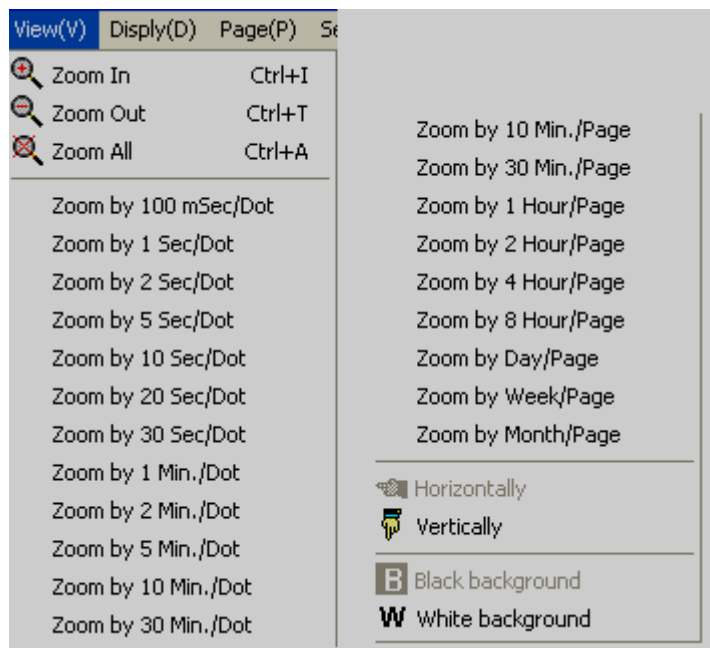 View(V) Disply(D) Page(P)
Zoom In Ctrl+I
Zoom Out Ctrl+T
Zoom All Ctrl+A
Zoom by 100 mSec/Dot
Zoom by 1 Sec/Dot
Zoom by 2 Sec/Dot
Zoom by 5 Sec/Dot
Zoom by 10 Sec/Dot
Zoom by 20 Sec/Dot
Zoom by 30 Sec/Dot
Zoom by 1 Min./Dot
Zoom by 2 Min./Dot
Zoom by 5 Min./Dot
Zoom by 10 Min./Dot
Zoom by 30 Min./Dot
Zoom by 10 Min./Page
Zoom by 30 Min./Page
Zoom by 1 Hour/Page
Zoom by 2 Hour/Page
Zoom by 4 Hour/Page
Zoom by 8 Hour/Page
Zoom by Day/Page
Zoom by Week/Page
Zoom by Month/Page
Horizontally
Vertically
B Black background
W White background